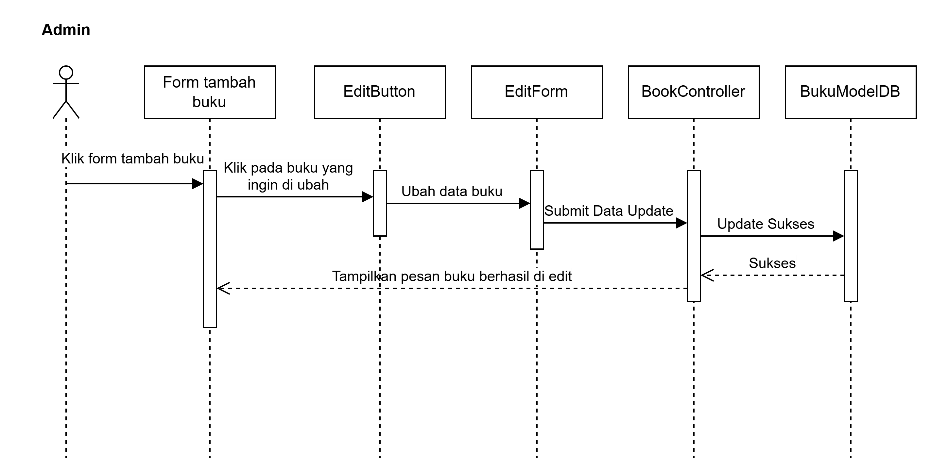 Admin
Form tambah
buku
EditButton
EditForm
BookController
BukuModelDB
Klik form tambah buku
Klik pada buku yang
ingin di ubah
Ubah data buku
Submit Data Update
Update Sukses
Sukses
Tampilkan pesan buku berhasil di edit